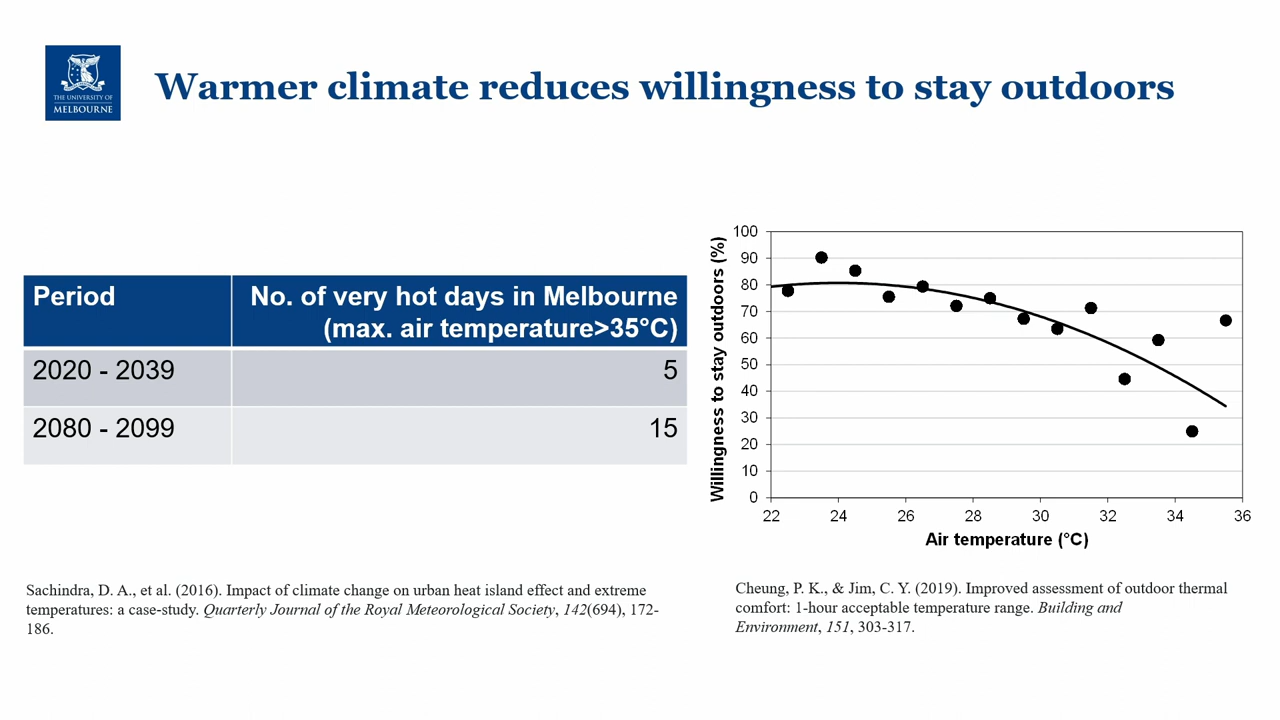 THE UNIVERSITY OF
MELBOURNE
Warmer climate reduces willingness to stay outdoors
Period
No. of very hot days in Melbourne
(max. air temperature>35°C)
2020 - 2039
5
2080 - 2099
15
Willingness to stay outdoors (%)
100
90
80
70
60
50
40
30
20
10
0
22 24 26 28 30 32 34 36
Air temperature (°C)
Sachindra, D. A., et al. (2016). Impact of climate change on urban heat island effect and extreme
temperatures: a case-study. Quarterly Journal of the Royal Meteorological Society, 142(694), 172-
186.
Cheung, P. K., & Jim, C. Y. (2019). Improved assessment of outdoor thermal
comfort: 1-hour acceptable temperature range. Building and
Environment, 151, 303-317.